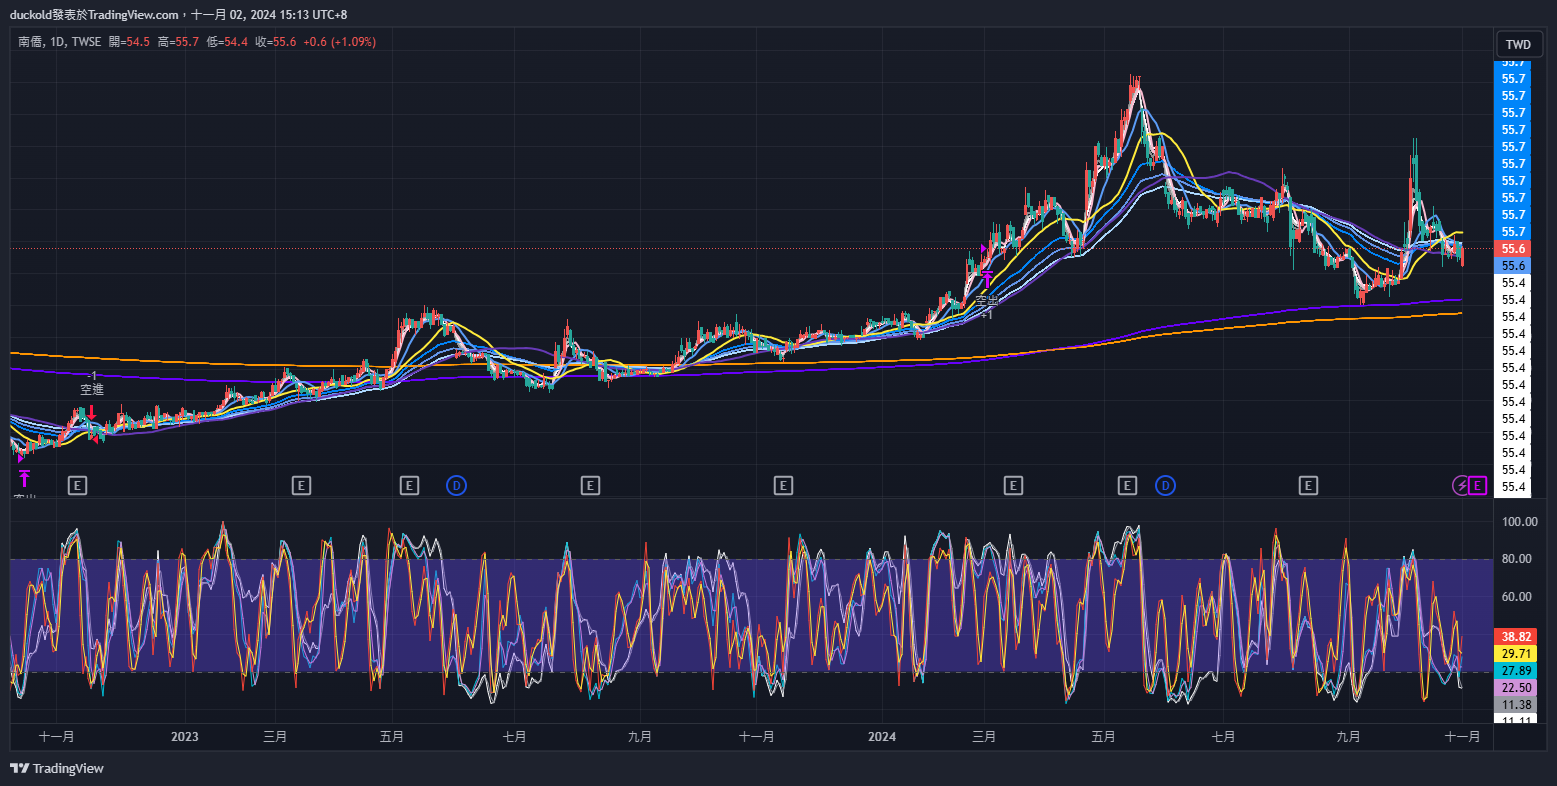 duckold發表於TradingView.com，十一月 02, 2024 15:13 UTC+8
南僑, 1D, TWSE 開=54.5 高=55.7 低=54.4 收=55.6 +0.6 (+1.09%)
TWD
55.7
55.7
55.7
55.7
55.7
55.7
55.7
55.7
55.7
55.7
55.7
55.6
55.6
55.4
55.4
55.4
55.4
55.4
55.4
55.4
55.4
55.4
55.4
55.4
55.4
55.4
空出
+1
-1
空進
空出
E
E
E
D
E
E
E
E
D
E
E
100.00
80.00
60.00
38.82
29.71
27.89
22.50
11.38
11.11
十一月
2023
三月
五月
七月
九月
十一月
2024
三月
五月
七月
九月
十一月
TradingView